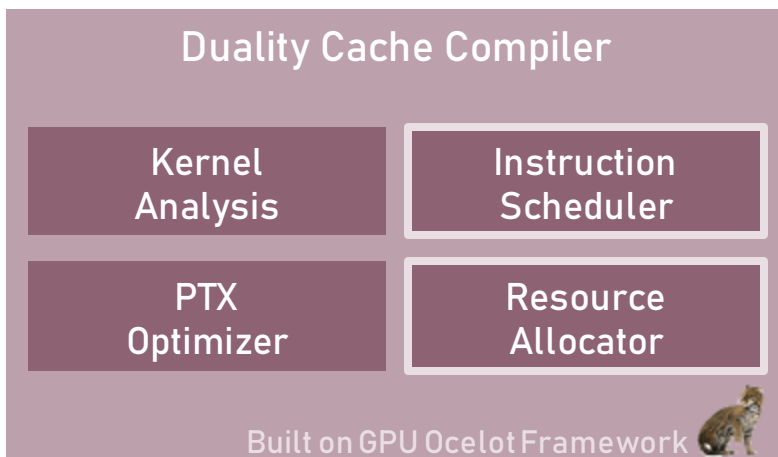 Duality Cache Compiler
Kernel
Analysis
Instruction
Scheduler
PTX
Optimizer
Resource
Allocator
Built on GPU Ocelot Framework